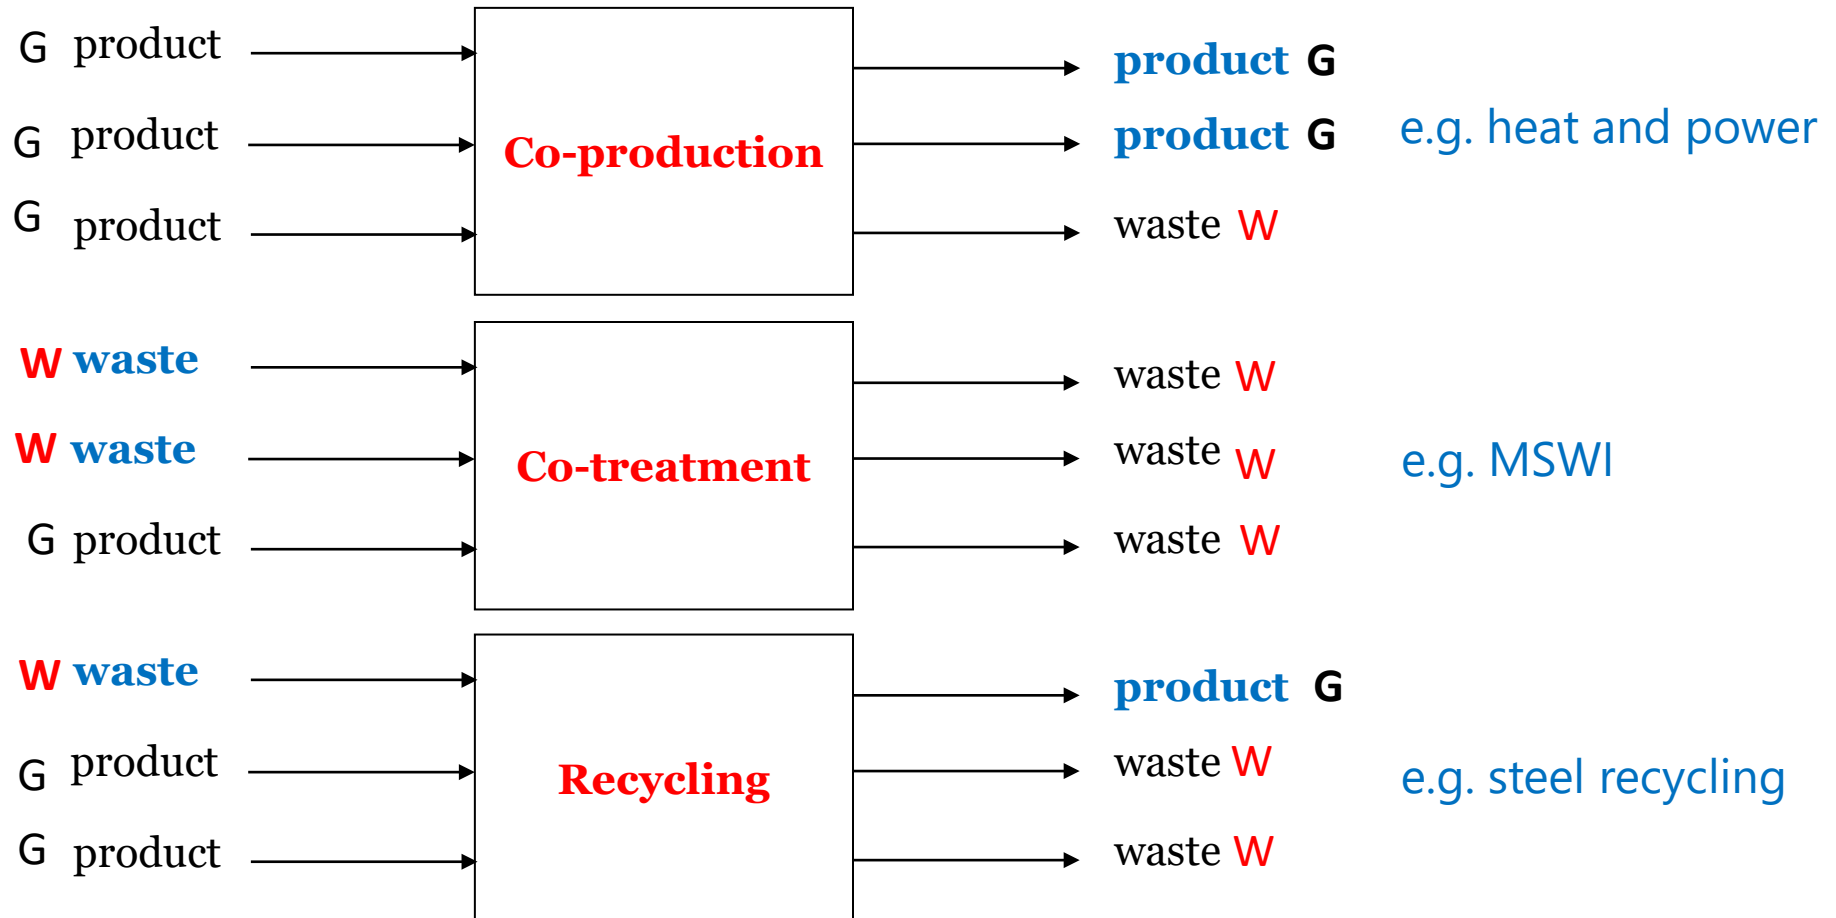 G product
product G
G product
Co-production
product G
e.g. heat and power
G product
waste W
W waste
waste W
W waste
Co-treatment
waste W
e.g. MSWI
G product
waste W
W waste
product G
G product
Recycling
waste W
e.g. steel recycling
G product
waste W